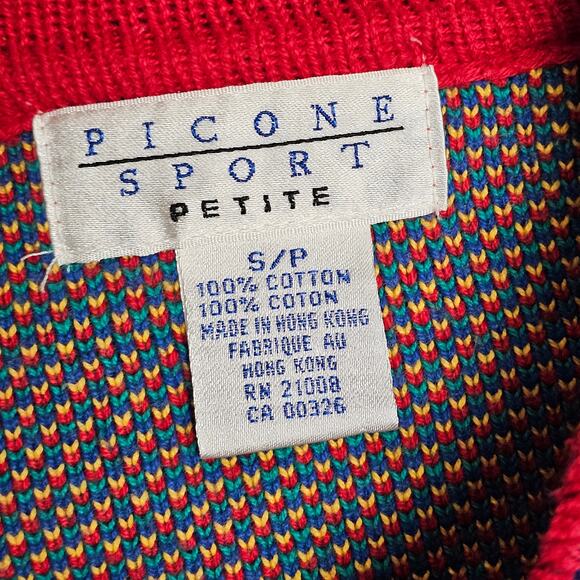 PICONE
SPORT
PETITE
S/P
100% COTTON
100% COTON
MADE IN HONG KONG
FABRIQUE AU
HONG KONG
RN 21008
CA 00326